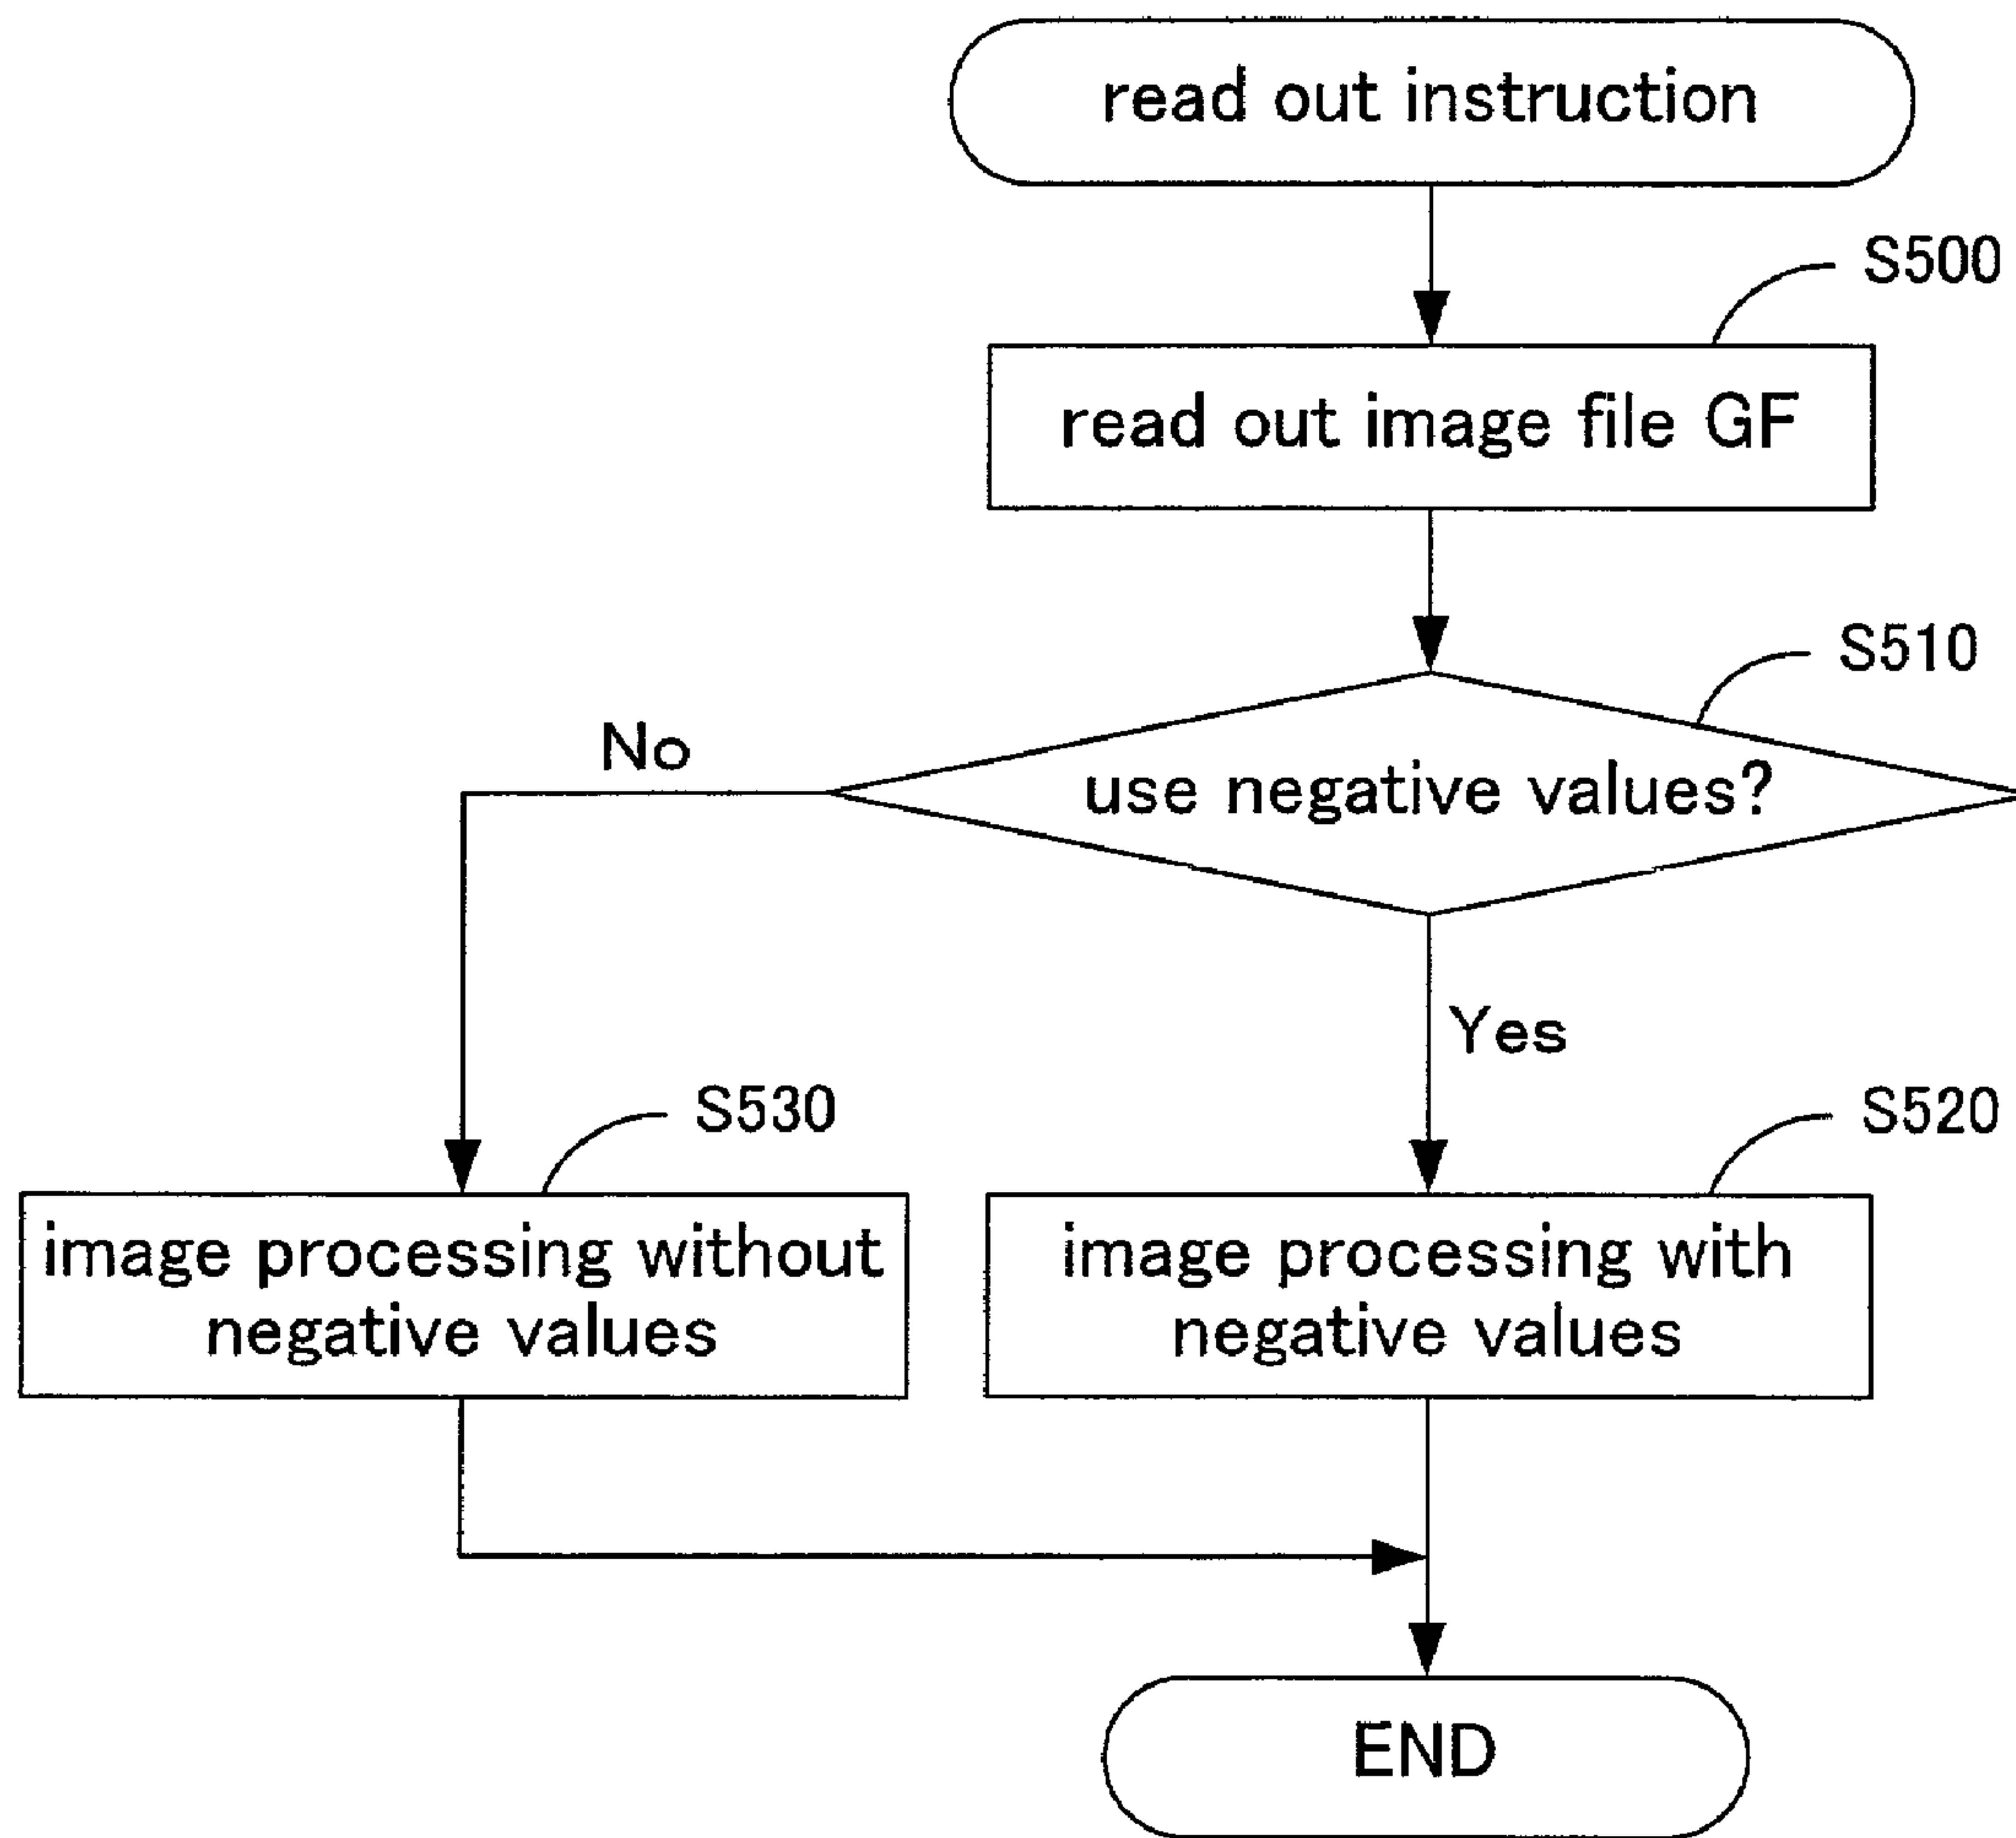 read out instruction
S500
read out image file GF
S510
No
use negative values?
Yes
S530
S520
image processing without
negative values
image processing with
negative values
END